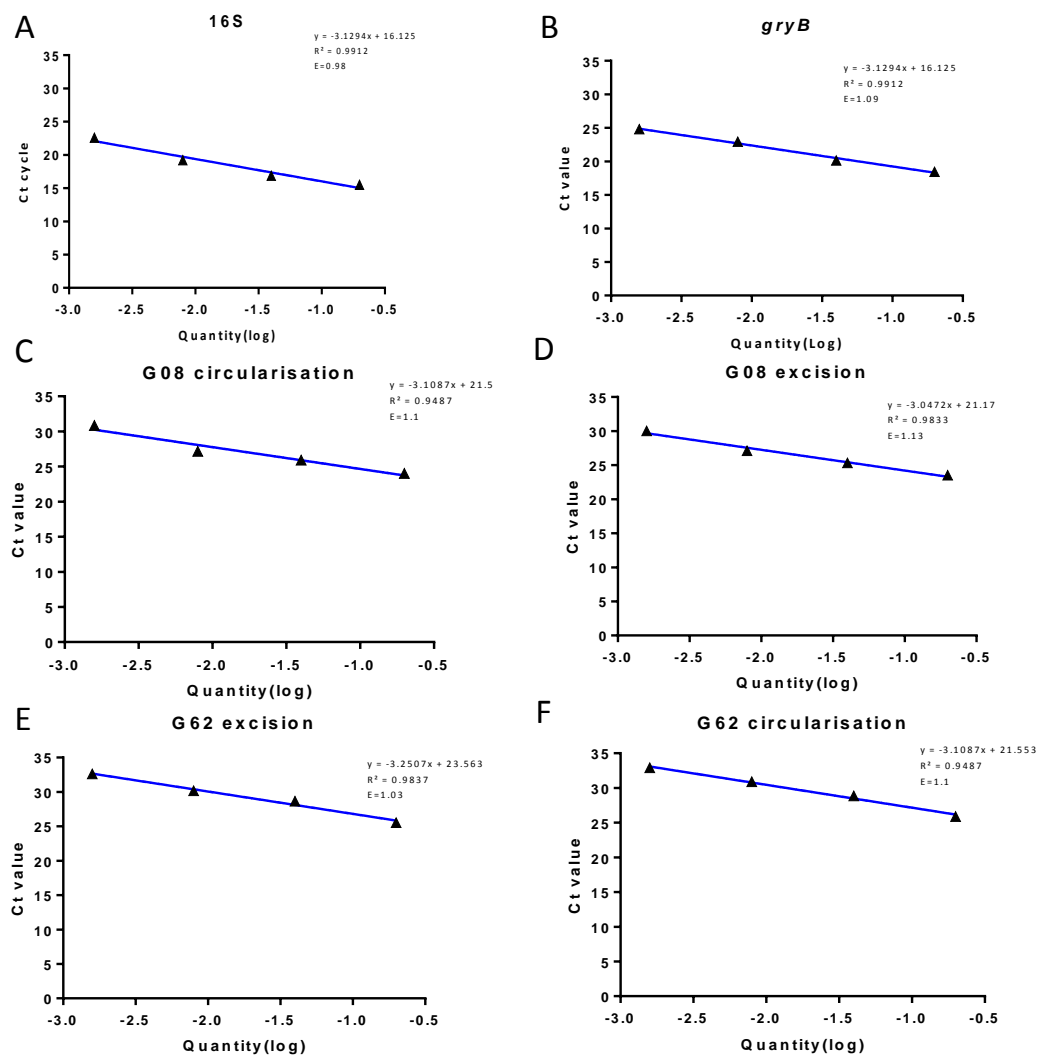 A
16S
y = -3.1294x + 16.125
R² = 0.9912
E=0.98
35
30
25
20
15
10
5
0
Ct cycle
-3.0 -2.5 -2.0 -1.5 -1.0 -0.5
Quantity(log)
B
gryB
y = -3.1294x + 16.125
R² = 0.9912
E=1.09
35
30
25
20
15
10
5
0
Ct value
-3.0 -2.5 -2.0 -1.5 -1.0 -0.5
Quantity(Log)
C
G08 circularisation
y = -3.1087x + 21.5
R² = 0.9487
E=1.1
35
30
25
20
15
10
5
0
Ct value
-3.0 -2.5 -2.0 -1.5 -1.0 -0.5
Quantity(log)
D
G08 excision
y = -3.0472x + 21.17
R² = 0.9833
E=1.13
35
30
25
20
15
10
5
0
Ct value
-3.0 -2.5 -2.0 -1.5 -1.0 -0.5
Quantity(log)
E
G62 excision
y = -3.2507x + 23.563
R² = 0.9837
E=1.03
35
30
25
20
15
10
5
0
Ct value
-3.0 -2.5 -2.0 -1.5 -1.0 -0.5
Quantity(log)
F
G62 circularisation
y = -3.1087x + 21.553
R² = 0.9487
E=1.1
35
30
25
20
15
10
5
0
Ct value
-3.0 -2.5 -2.0 -1.5 -1.0 -0.5
Quantity(log)